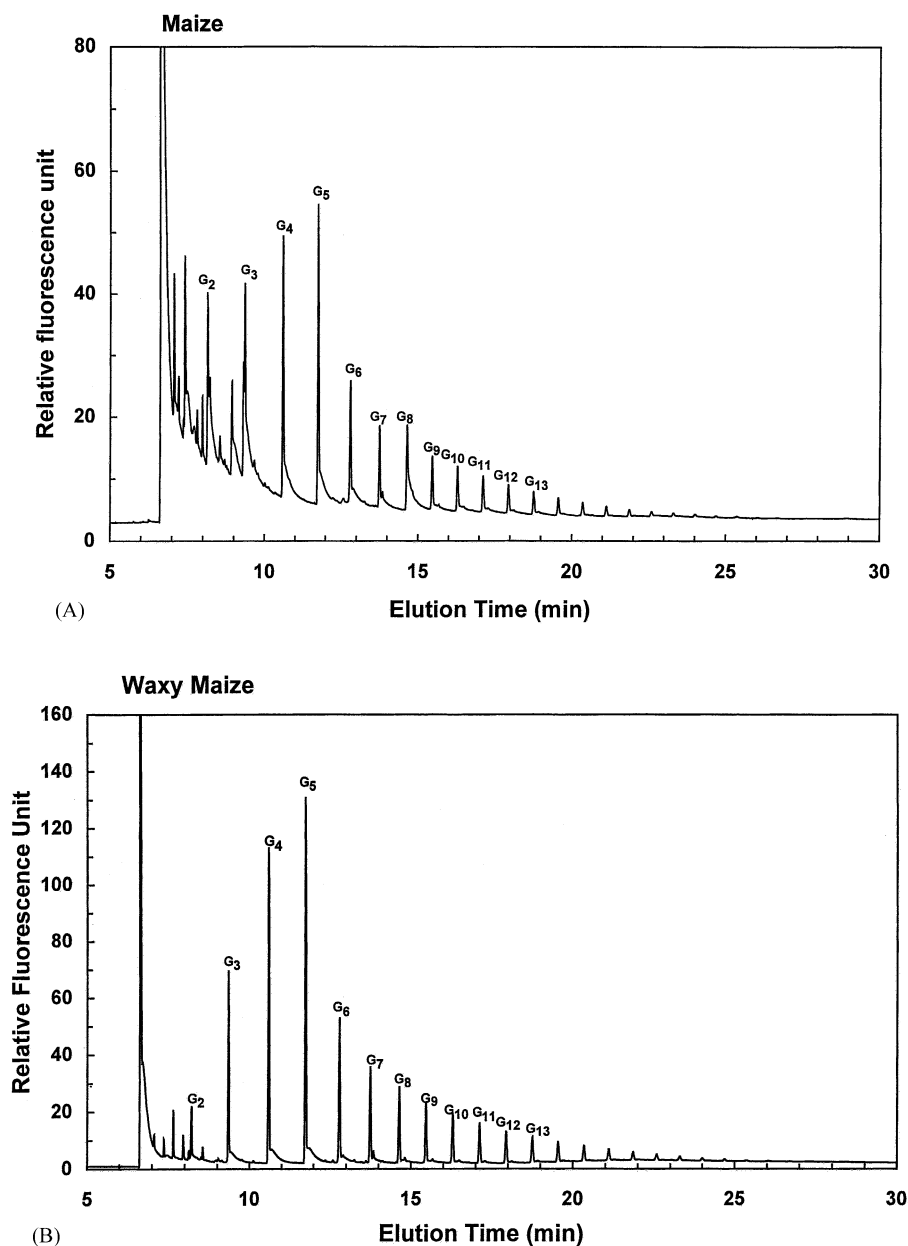 Maize
80
60
40
20
0
Relative fluorescence unit
G2
G3
G4
G5
G6
G7
G8
G9
G10
G11
G12
G13
5 10 15 20 25 30
(A) Elution Time (min)
Waxy Maize
160
140
120
100
80
60
40
20
0
Relative Fluorescence Unit
G2
G3
G4
G5
G6
G7
G8
G9
G10
G11
G12
G13
5 10 15 20 25 30
(B) Elution Time (min)